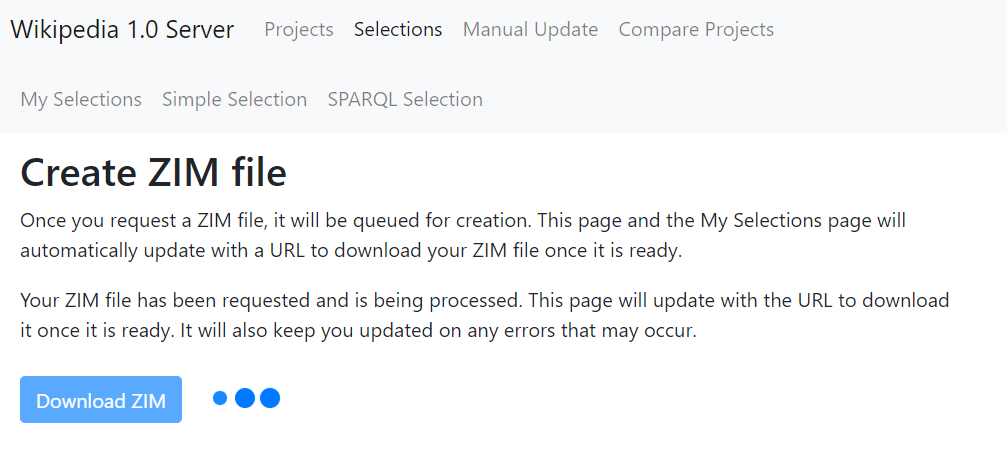 Wikipedia 1.0 Server Projects Selections Manual Update Compare Projects
My Selections Simple Selection SPARQL Selection
Create ZIM file
Once you request a ZIM file, it will be queued for creation. This page and the My Selections page will
automatically update with a URL to download your ZIM file once it is ready.
Your ZIM file has been requested and is being processed. This page will update with the URL to download
it once it is ready. It will also keep you updated on any errors that may occur.
Download ZIM